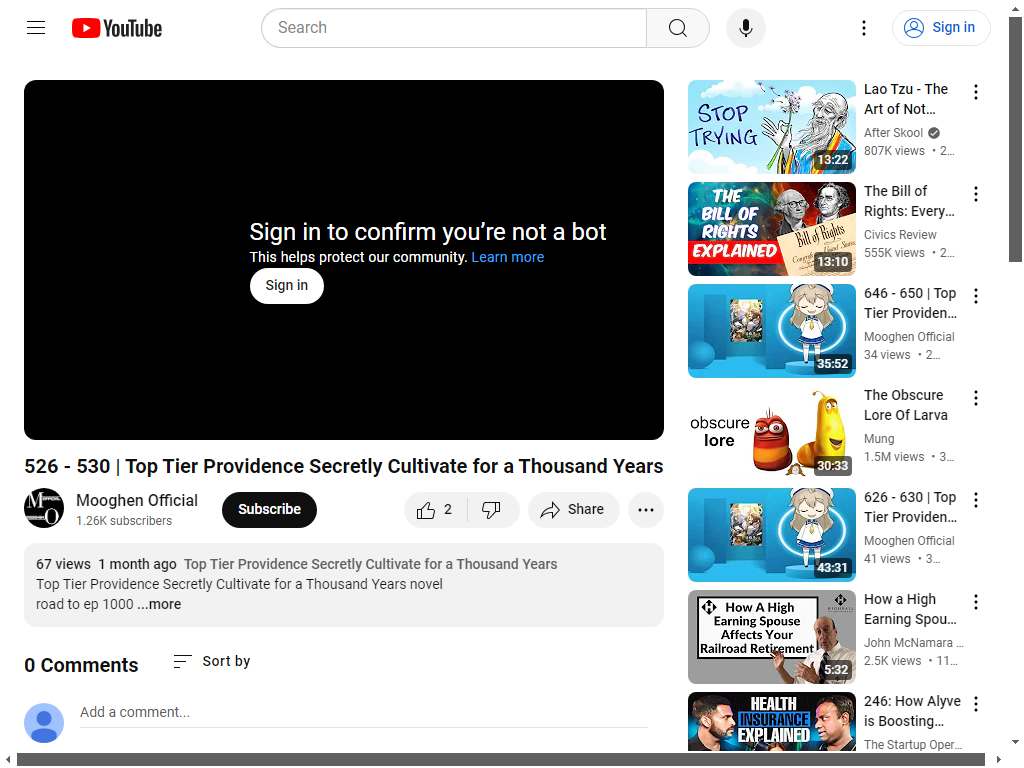 YouTube
Search
Sign in
Sign in to confirm you're not a bot
This helps protect our community. Learn more
Sign in
526 - 530 | Top Tier Providence Secretly Cultivate for a Thousand Years
Mooghen Official
1.26K subscribers
Subscribe
2
Share
67 views 1 month ago Top Tier Providence Secretly Cultivate for a Thousand Years
Top Tier Providence Secretly Cultivate for a Thousand Years novel
road to ep 1000 ...more
0 Comments
Sort by
Add a comment...
STOP
TRYING
13:22
Lao Tzu - The
Art of Not...
After Skool
807K views • 2...
THE
BILL OF
RIGHTS
EXPLAINED
Bill of Rights
13:10
The Bill of
Rights: Every...
Civics Review
555K views • 2...
35:52
646 - 650 | Top
Tier Providen...
Mooghen Official
34 views • 2...
obscure
lore
30:33
The Obscure
Lore Of Larva
Mung
1.5M views • 3...
43:31
626 - 630 | Top
Tier Providen...
Mooghen Official
41 views • 3...
How A High
Earning Spouse
Affects Your
Railroad Retirement
5:32
How a High
Earning Spou...
John McNamara ...
2.5K views • 11...
HEALTH
INSURANCE
EXPLAINED
246: How Alyve
is Boosting...
The Startup Oper...